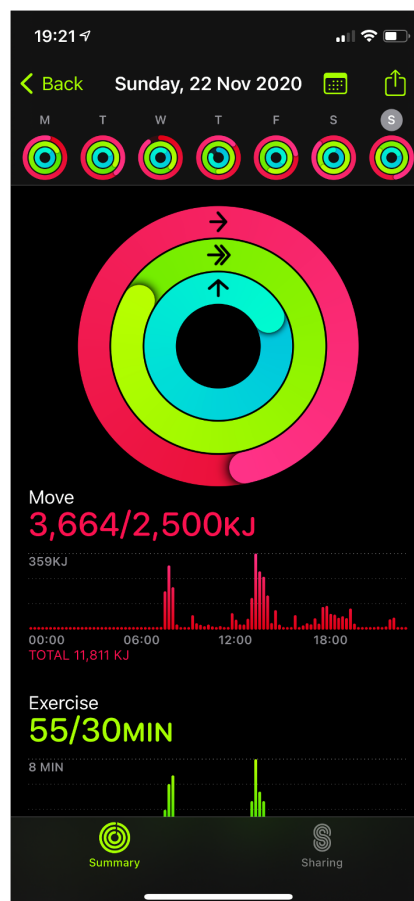 19:21
Back Sunday, 22 Nov 2020
M T W T F S S
Move
3,664/2,500KJ
359KJ
00:00 06:00 12:00 18:00
TOTAL 11,811 KJ
Exercise
55/30MIN
8 MIN
Summary Sharing